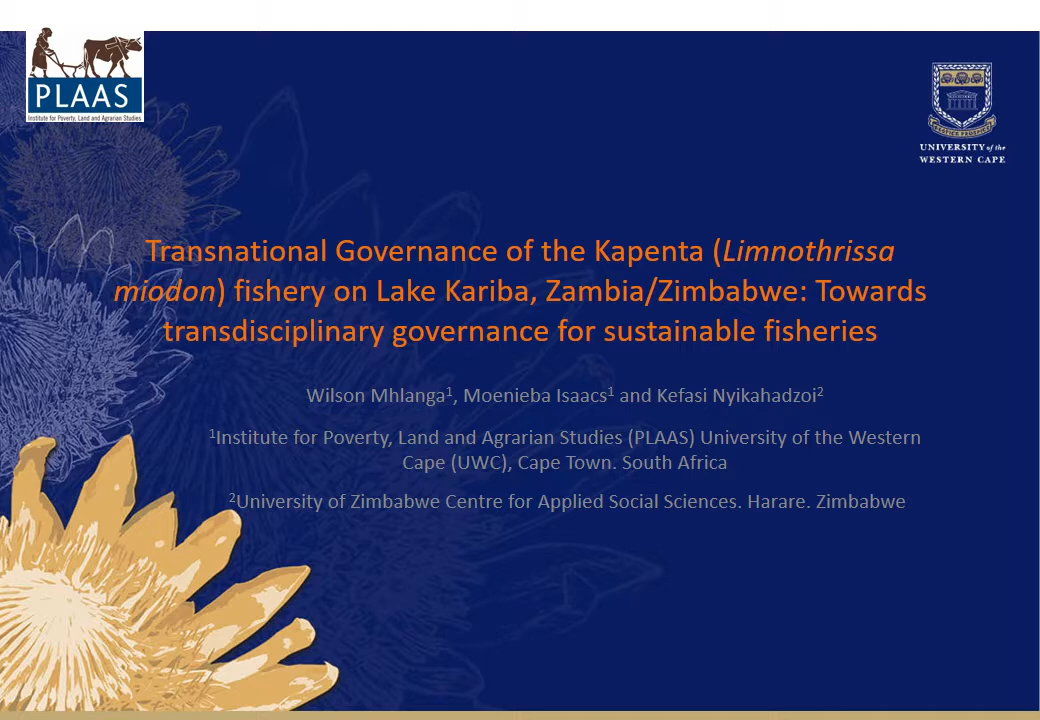 PLAAS
Institute for Poverty, Land and Agrarian Studies
UNIVERSITY of the
WESTERN CAPE
Transnational Governance of the Kapenta (Limnothrissa
miodon) fishery on Lake Kariba, Zambia/Zimbabwe: Towards
transdisciplinary governance for sustainable fisheries
Wilson Mhlanga¹, Moenieba Isaacs¹ and Kefasi Nyikahadzoi²
¹Institute for Poverty, Land and Agrarian Studies (PLAAS) University of the Western
Cape (UWC), Cape Town. South Africa
²University of Zimbabwe Centre for Applied Social Sciences. Harare. Zimbabwe